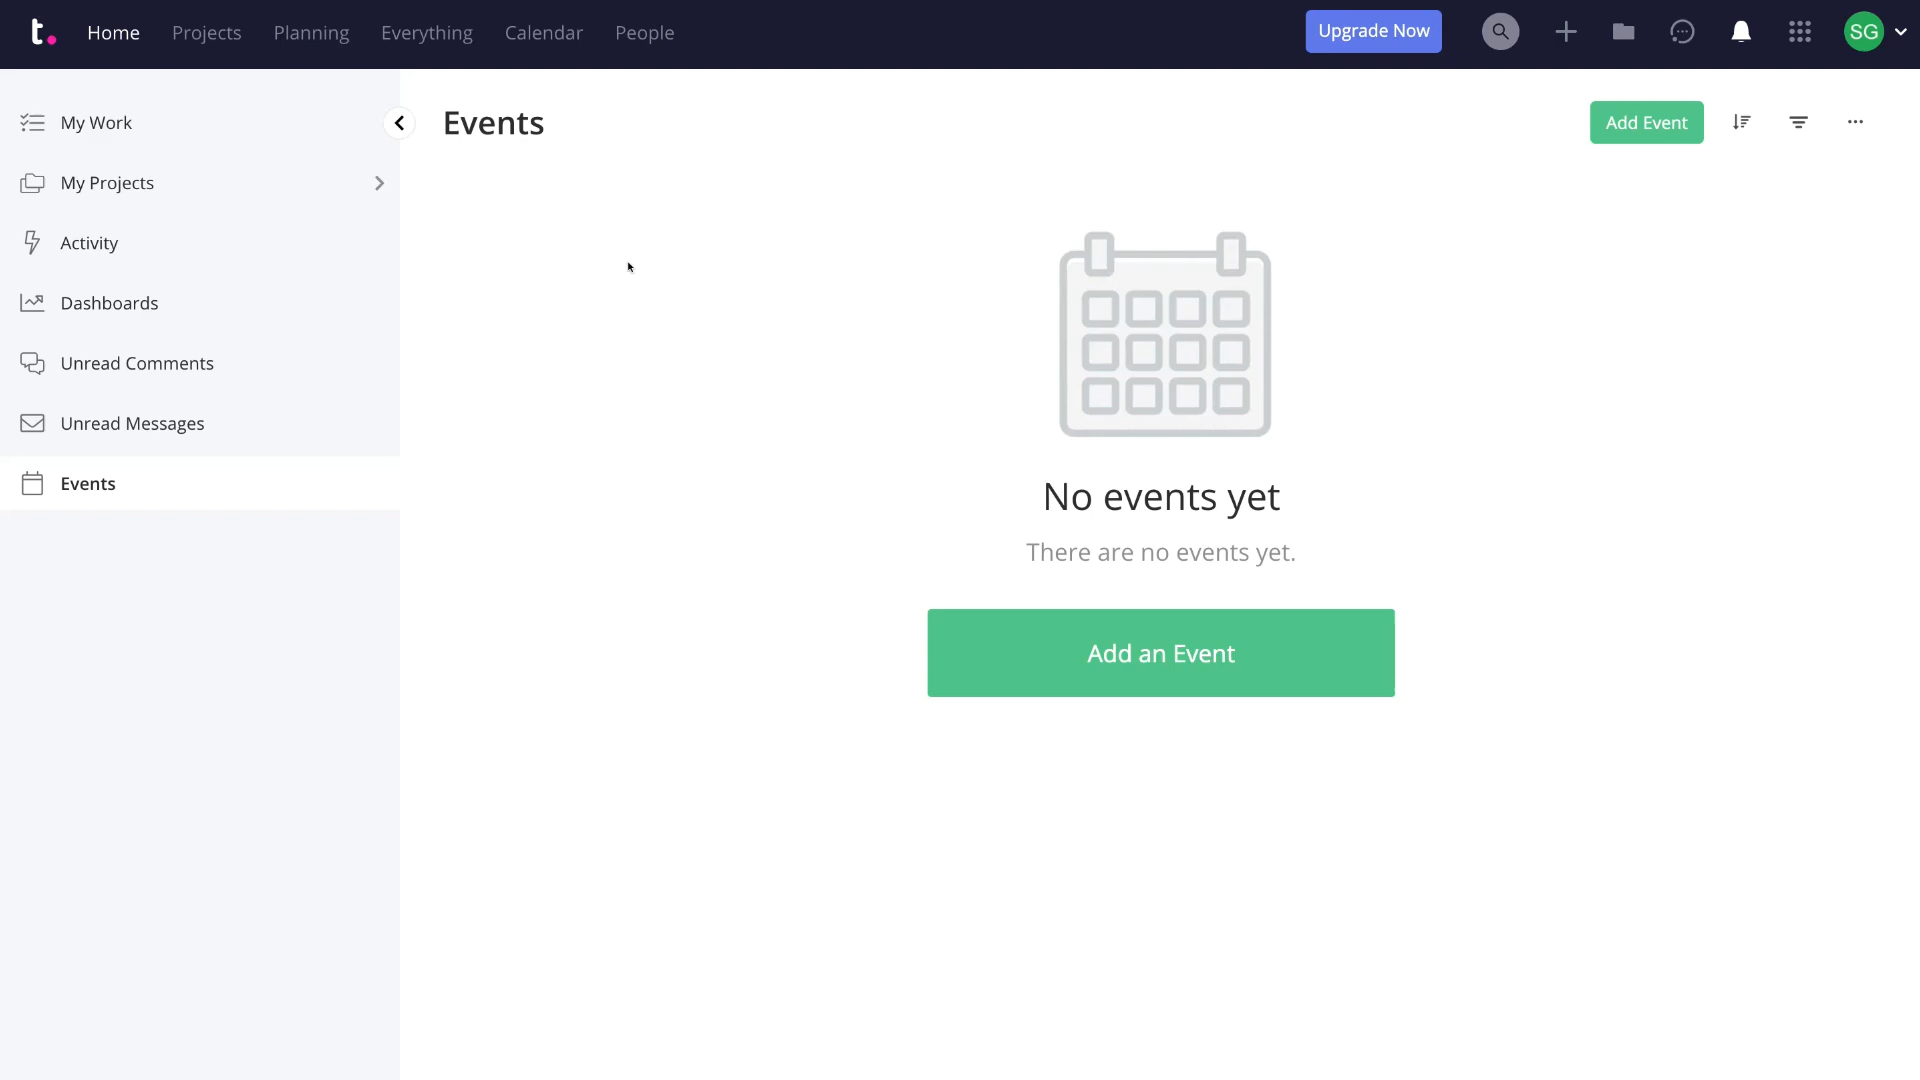 t.
Home
Projects
Planning
Everything
Calendar
People
Upgrade Now
SG
My Work
My Projects
Activity
Dashboards
Unread Comments
Unread Messages
Events
Events
Add Event
No events yet
There are no events yet.
Add an Event